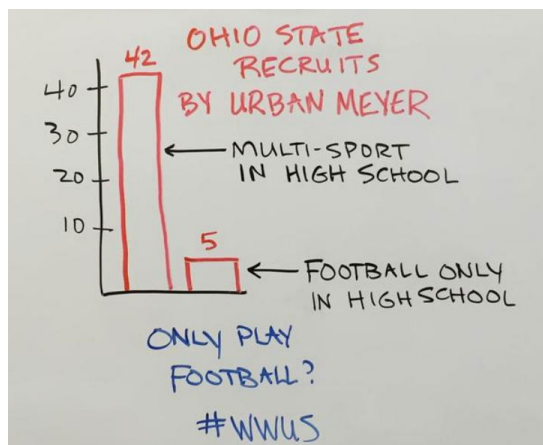 OHIO STATE
RECRUITS
BY URBAN MEYER
42
40
30
20
10
MULTI-SPORT
IN HIGH SCHOOL
5
FOOTBALL ONLY
IN HIGH SCHOOL
ONLY PLAY
FOOTBALL?
#WWUS